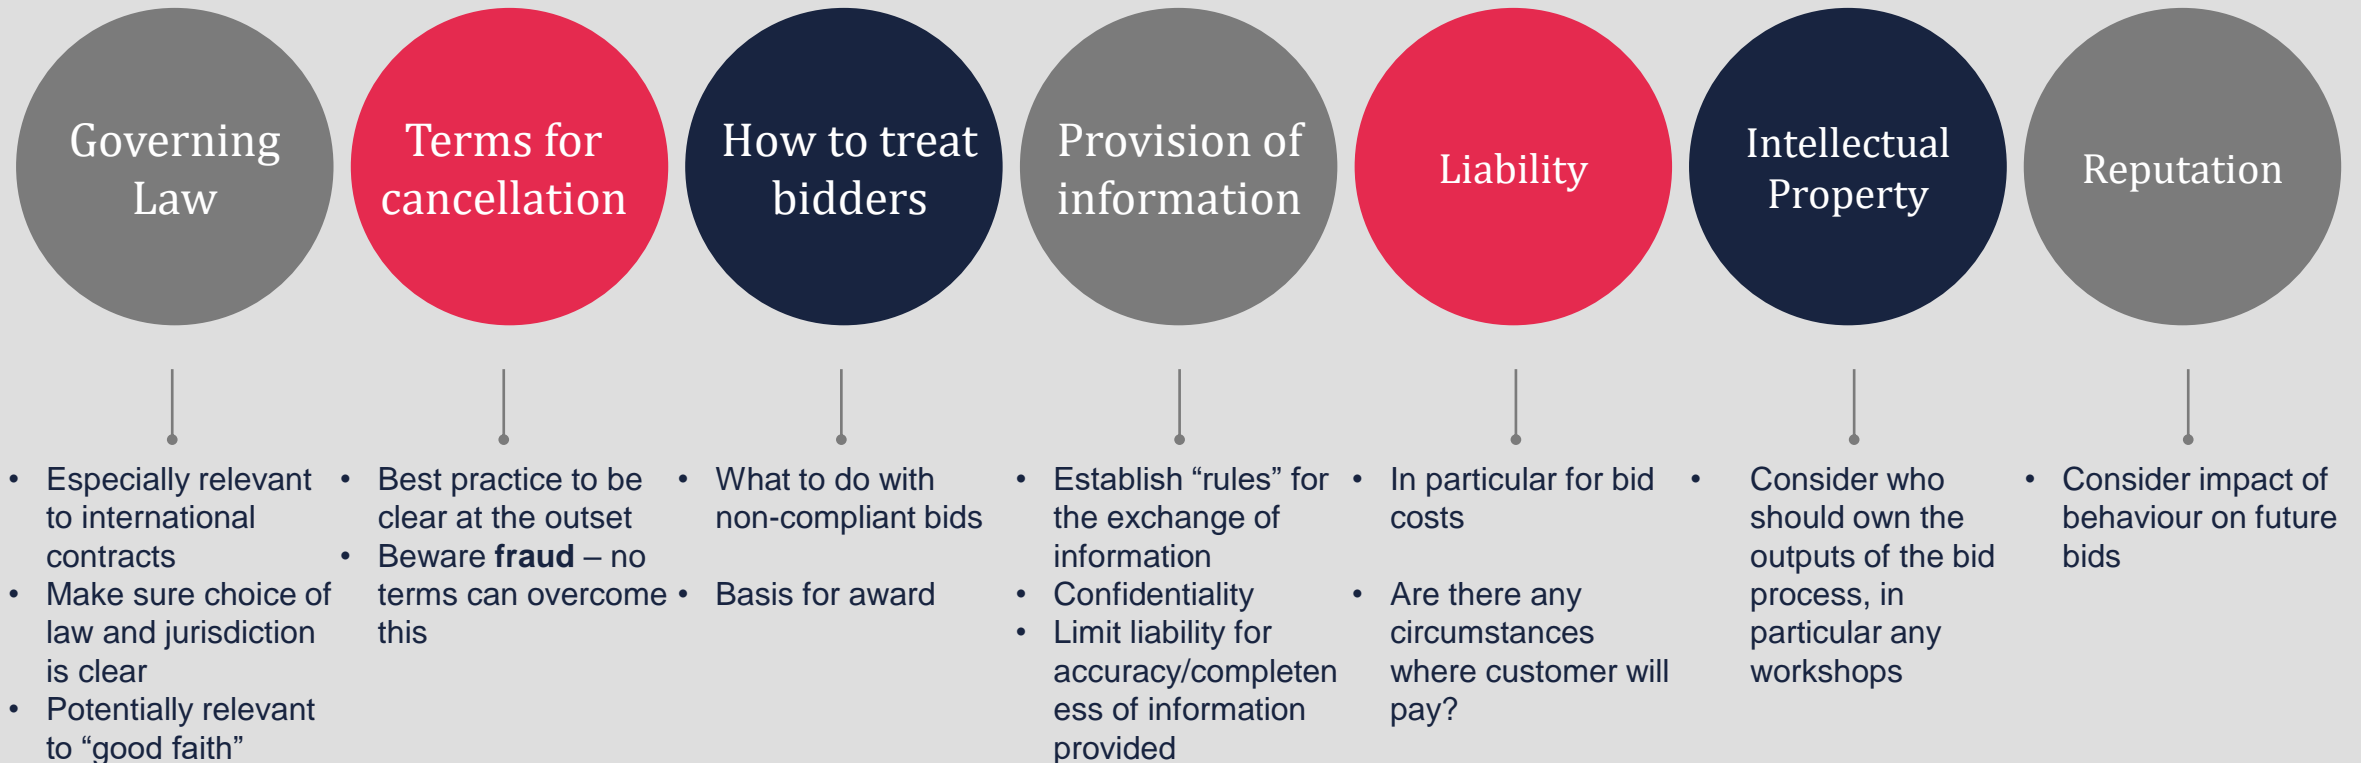 Governing
Law
Terms for
cancellation
How to treat
bidders
Provision of
information
Liability
Intellectual
Property
Reputation
• Especially relevant
to international
contracts
• Make sure choice of
law and jurisdiction
is clear
• Potentially relevant
to “good faith”
• Best practice to be
clear at the outset
• Beware fraud – no
terms can overcome
this
• What to do with
non-compliant bids
• Basis for award
• Establish “rules” for
the exchange of
information
• Confidentiality
• Limit liability for
accuracy/completen
ess of information
provided
• In particular for bid
costs
• Are there any
circumstances
where customer will
pay?
• Consider who
should own the
outputs of the bid
process, in
particular any
workshops
• Consider impact of
behaviour on future
bids